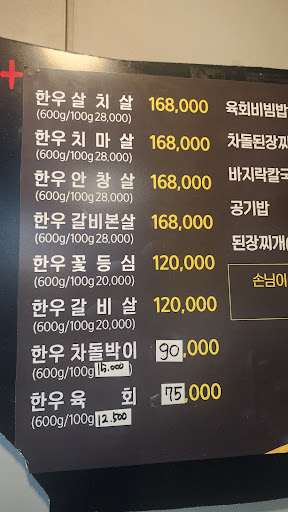 한우 살 치 살 168,000 육회비빔밥
(600g/100g 28,000)
한우 치 마 살 168,000 차돌된장찌
(600g/100g 28,000)
한우 안 창 살 168,000 바지락칼국
(600g/100g 28,000)
한우 갈비본살 168,000 공기밥
(600g/100g 28,000)
한우 꽃 등 심 120,000 된장찌개(
(600g/100g 20,000)
손님이
한우 갈 비 살 120,000
(600g/100g 20,000)
한우 차돌박이 90,000
(600g/100g 15.000)
한우 육 회 75,000
(600g/100g 12.500)